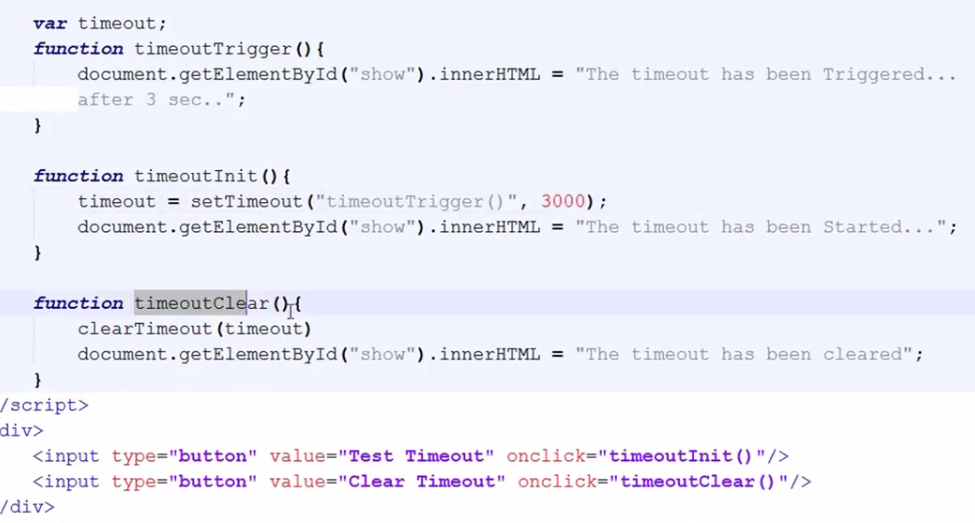 var timeout;
function timeoutTrigger(){
document.getElementById("show").innerHTML = "The timeout has been Triggered...
after 3 sec..";
}
function timeoutInit(){
timeout = setTimeout("timeoutTrigger()", 3000);
document.getElementById("show").innerHTML = "The timeout has been Started...";
}
function timeoutClear(){
clearTimeout(timeout)
document.getElementById("show").innerHTML = "The timeout has been cleared";
}
/script>
div>
<input type="button" value="Test Timeout" onclick="timeoutInit()"/>
<input type="button" value="Clear Timeout" onclick="timeoutClear()"/>
/div>